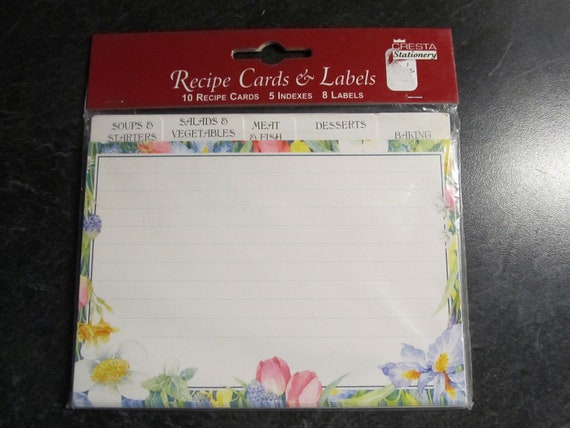 CRESTA
Stationery
Recipe Cards & Labels
10 RECIPE CARDS 5 INDEXES 8 LABELS
SOUPS &
STARTERS
SALADS &
VEGETABLES
MEAT
& FISH
DESSERTS
BAKING